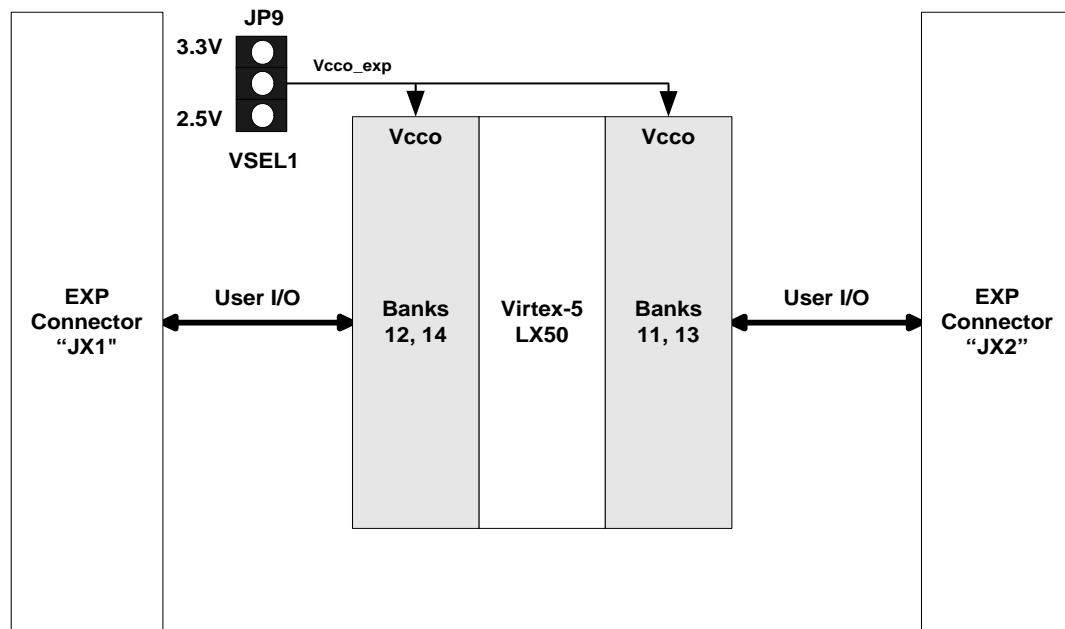 JP9
3.3V
Vcco_exp
2.5V
VSEL1
Vcco
Vcco
EXP
Connector
“JX1"
User I/O
Banks
12, 14
Virtex-5
LX50
Banks
11, 13
User I/O
EXP
Connector
“JX2”